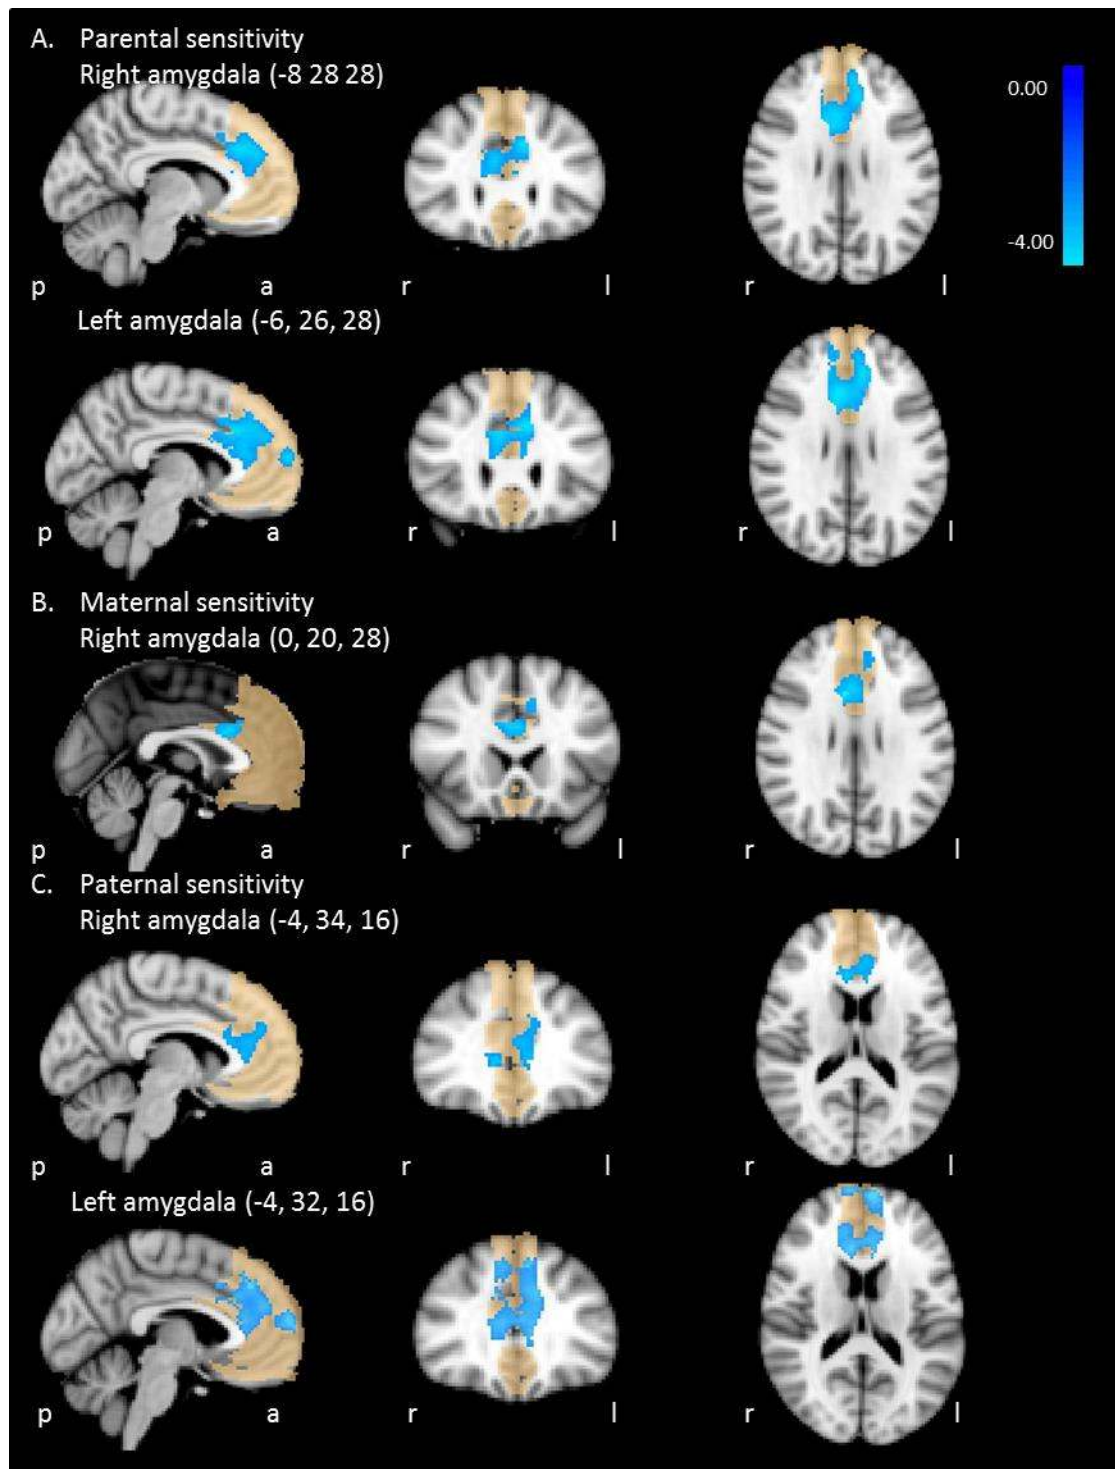 A. Parental sensitivity
Right amygdala (-8 28 28)
0.00
-4.00
p a r l r l
Left amygdala (-6, 26, 28)
p a r l r l
B. Maternal sensitivity
Right amygdala (0, 20, 28)
p a r l r l
C. Paternal sensitivity
Right amygdala (-4, 34, 16)
p a r l r l
Left amygdala (-4, 32, 16)
p a r l r l